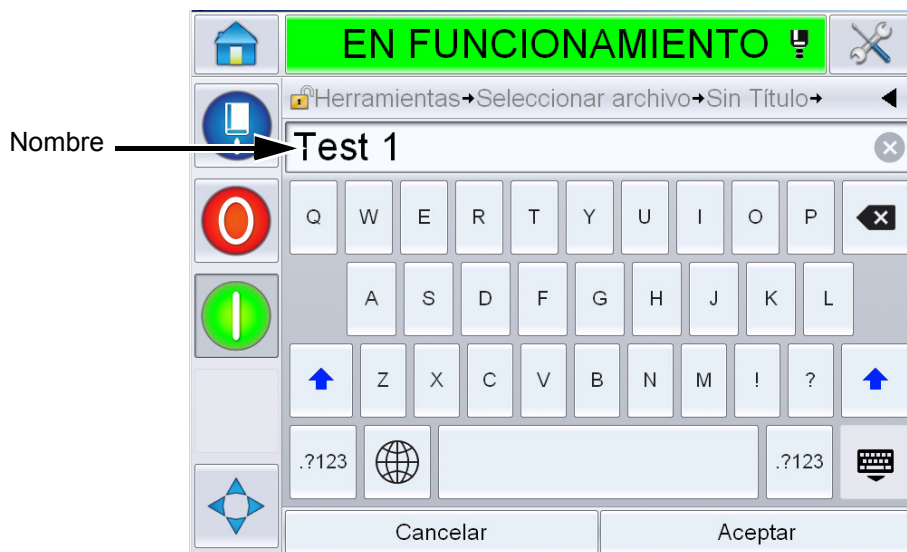 EN FUNCIONAMIENTO
Herramientas→Seleccionar archivo→Sin Título→
Nombre
Test 1
Q W E R T Y U I O P
A S D F G H J K L
Z X C V B N M ! ?
.?123 .?123
Cancelar Aceptar